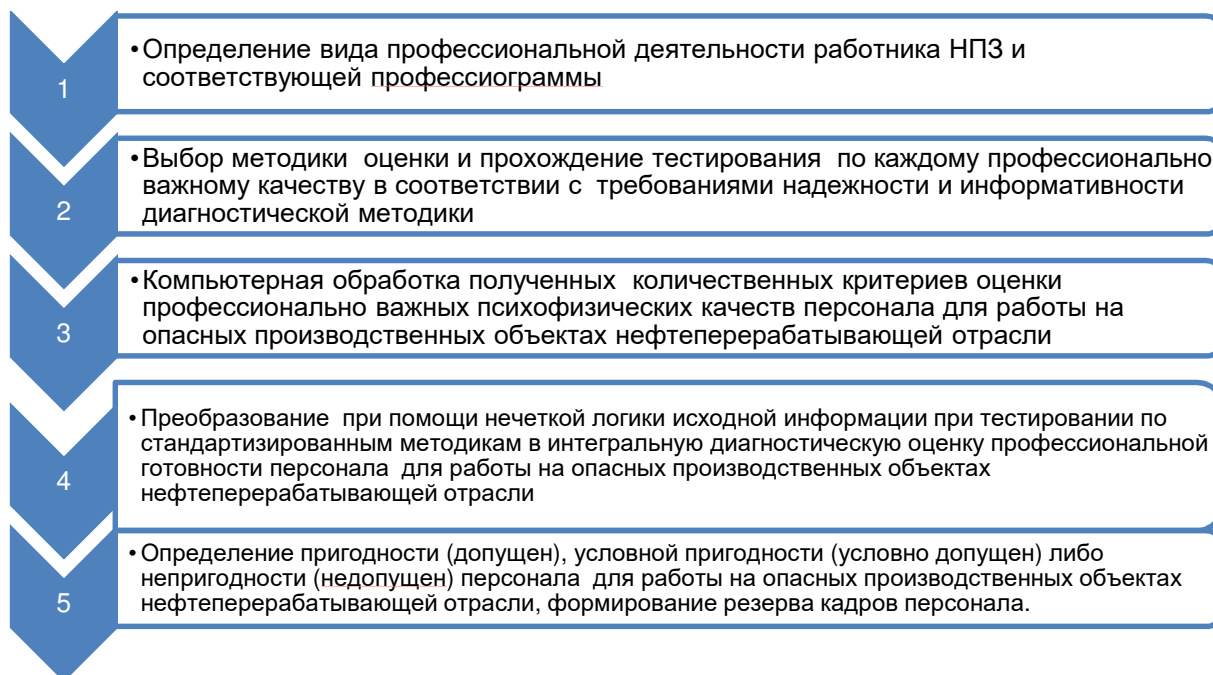 1
•Определение вида профессиональной деятельности работника НПЗ и
соответствующей профессиограммы
2
•Выбор методики оценки и прохождение тестирования по каждому профессионально
важному качеству в соответствии с требованиями надежности и информативности
диагностической методики
3
•Компьютерная обработка полученных количественных критериев оценки
профессионально важных психофизических качеств персонала для работы на
опасных производственных объектах нефтеперерабатывающей отрасли
4
•Преобразование при помощи нечеткой логики исходной информации при тестировании по
стандартизированным методикам в интегральную диагностическую оценку профессиональной
готовности персонала для работы на опасных производственных объектах
нефтеперерабатывающей отрасли
5
•Определение пригодности (допущен), условной пригодности (условно допущен) либо
непригодности (недопущен) персонала для работы на опасных производственных объектах
нефтеперерабатывающей отрасли, формирование резерва кадров персонала.